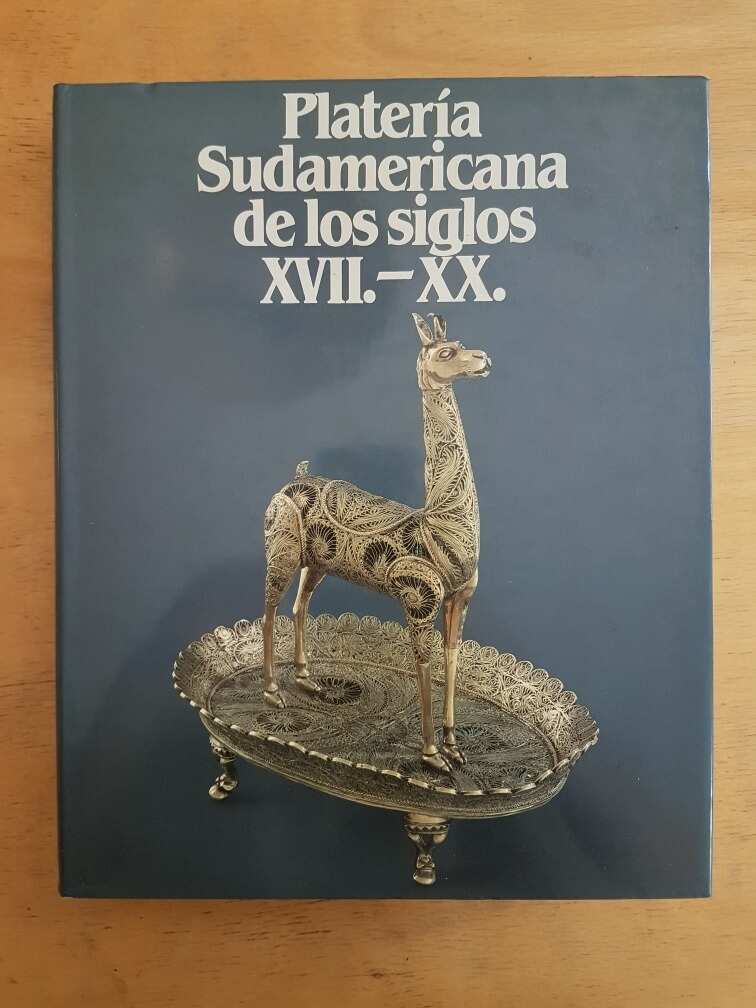 Platería
Sudamericana
de los siglos
XVII.–XX.